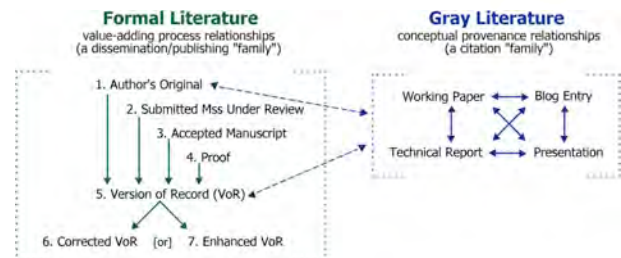 Formal Literature
value-adding process relationships
(a dissemination/publishing "family")
1. Author's Original
2. Submitted Mss Under Review
3. Accepted Manuscript
4. Proof
5. Version of Record (VoR)
6. Corrected VoR [or] 7. Enhanced VoR
Gray Literature
conceptual provenance relationships
(a citation "family")
Working Paper Blog Entry
Technical Report Presentation